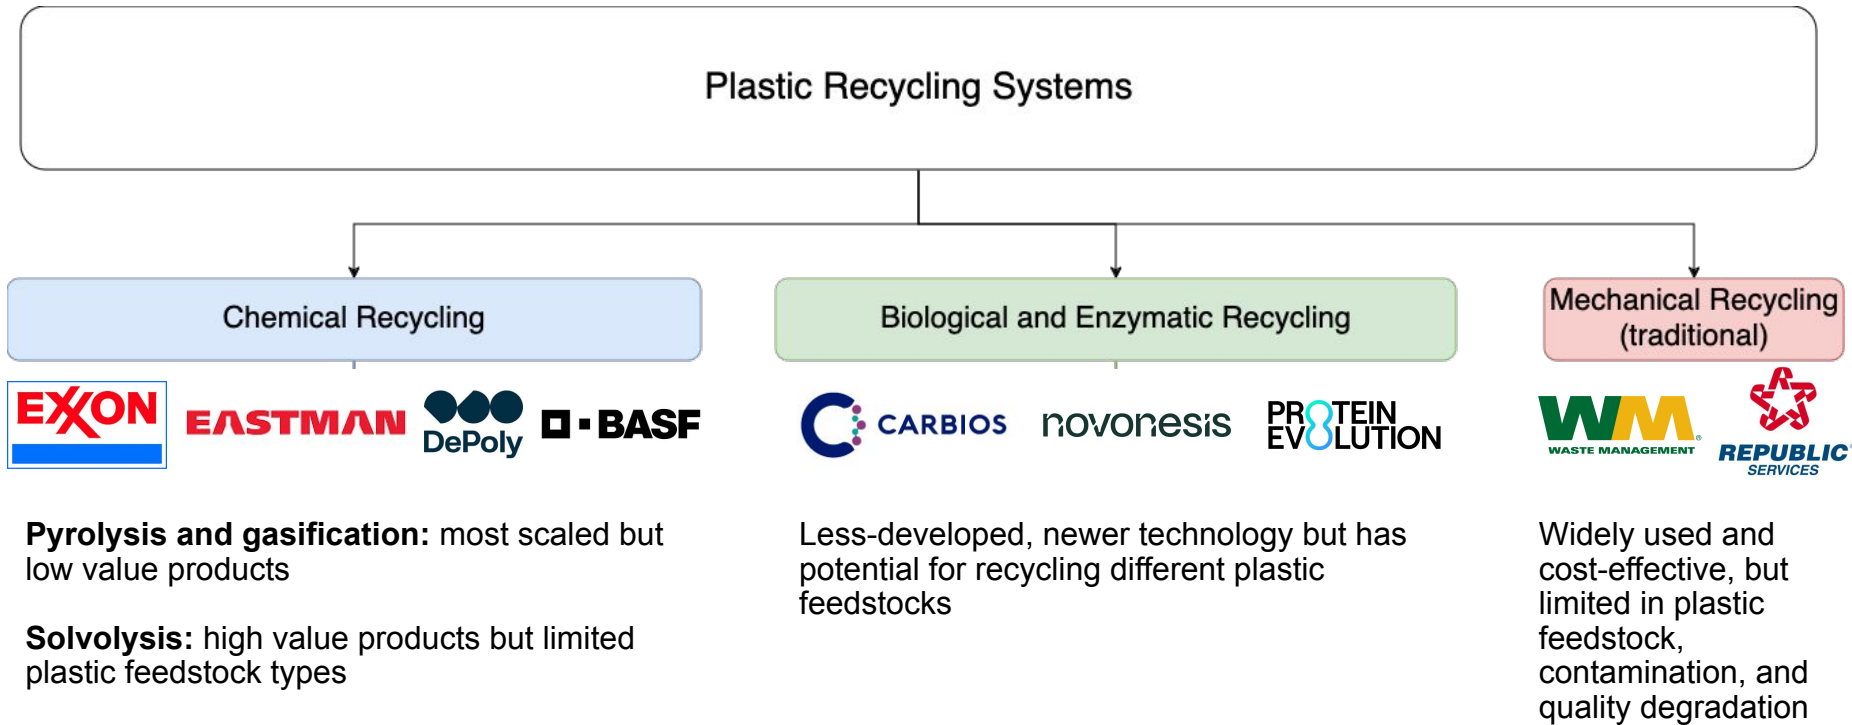 Plastic Recycling Systems
Chemical Recycling
Biological and Enzymatic Recycling
Mechanical Recycling
(traditional)
EXXON
EASTMAN
DePoly
BASF
CARBIOS
novonesis
PROTEIN
EVOLUTION
WM
®
WASTE MANAGEMENT
REPUBLIC
SERVICES
Pyrolysis and gasification: most scaled but
low value products
Solvolysis: high value products but limited
plastic feedstock types
Less-developed, newer technology but has
potential for recycling different plastic
feedstocks
Widely used and
cost-effective, but
limited in plastic
feedstock,
contamination, and
quality degradation